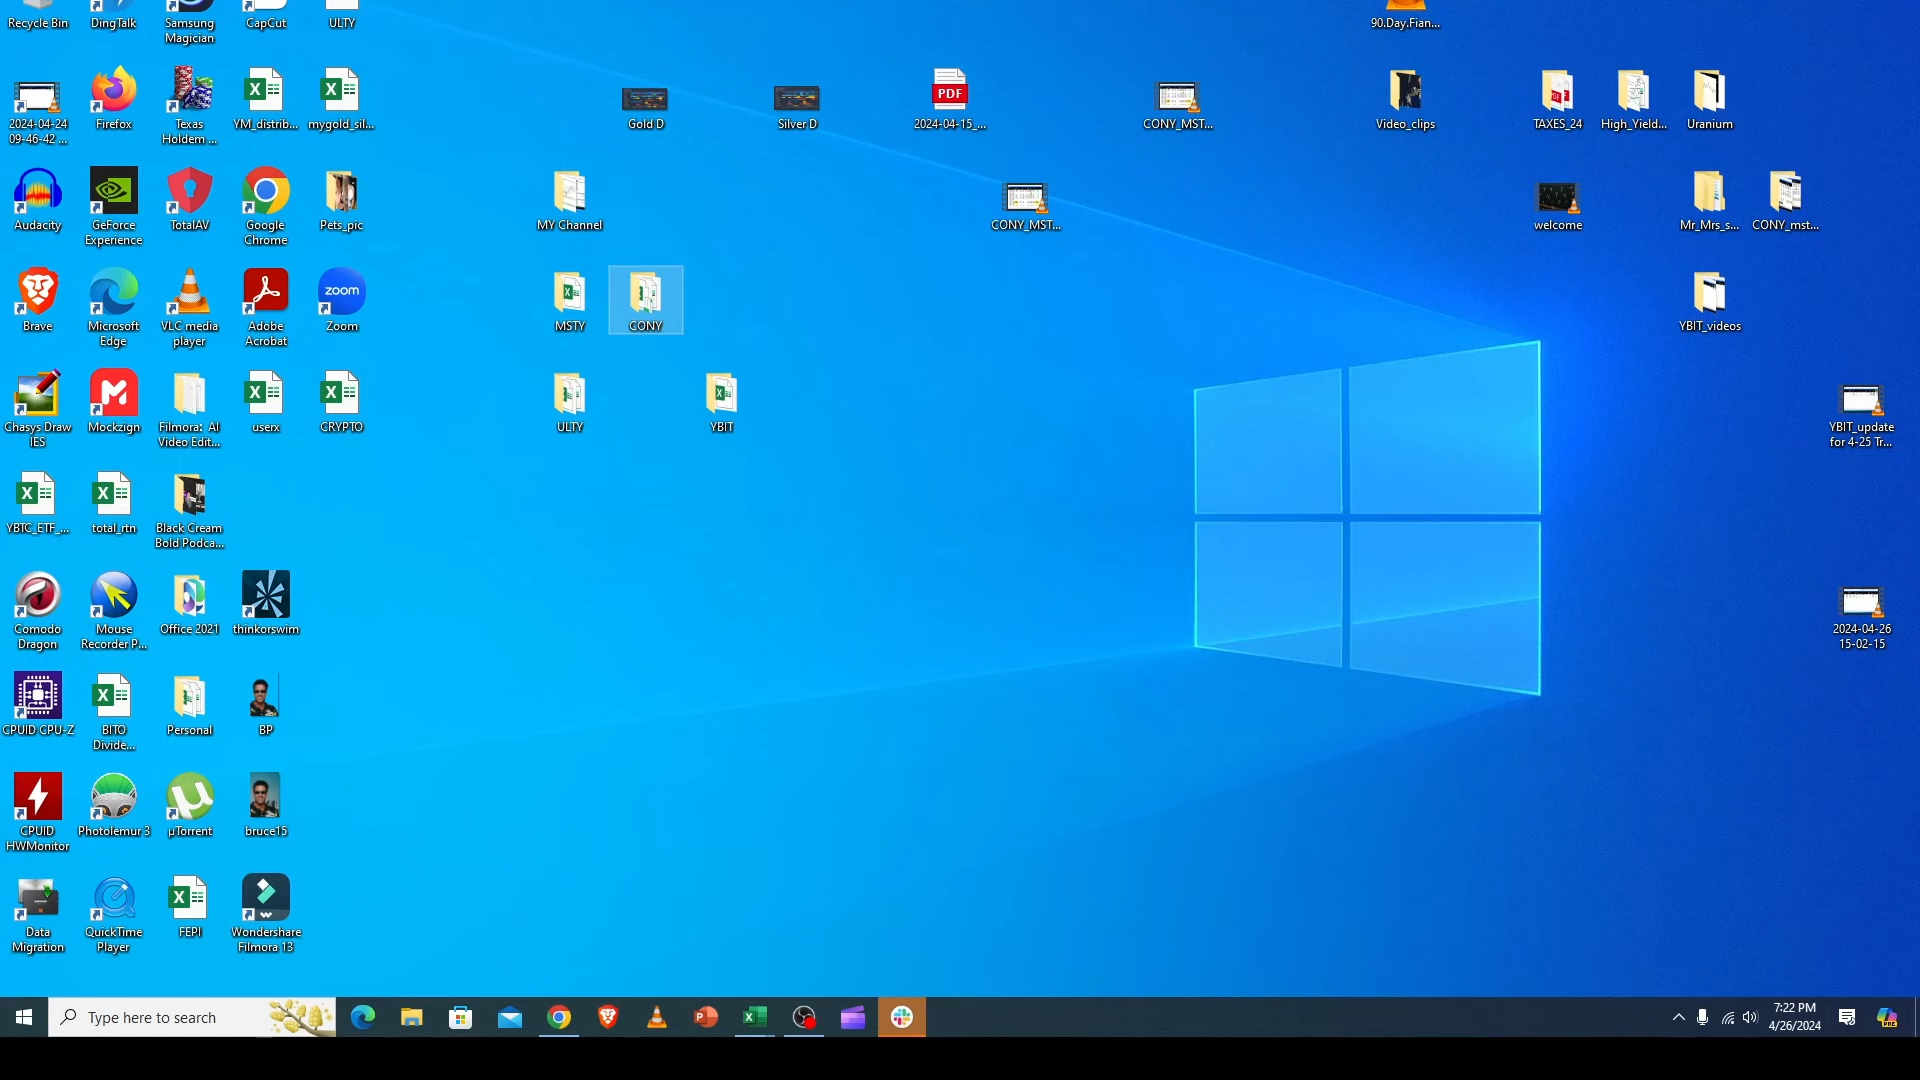 Recycle Bin
DingTalk
Samsung
Magician
CapCut
ULTY
90.Day.Fian...
2024-04-24
09-46-42 ...
Firefox
Texas
Holdem ...
YM_distrib...
mygold_sil...
Gold D
Silver D
PDF
2024-04-15_...
CONY_MST...
Video_clips
TAXES_24
High_Yield...
Uranium
Audacity
GeForce
Experience
TotalAV
Google
Chrome
Pets_pic
MY Channel
CONY_MST...
welcome
Mr_Mrs_s...
CONY_mst...
Brave
Microsoft
Edge
VLC media
player
Adobe
Acrobat
zoom
Zoom
MSTY
CONY
YBIT_videos
Chasys Draw
IES
Mockzign
Filmora: AI
Video Edit...
userx
CRYPTO
ULTY
YBIT
YBIT_update
for 4-25 Tr...
YBTC_ETF_...
total_rtn
Black Cream
Bold Podca...
Comodo
Dragon
Mouse
Recorder P...
Office 2021
thinkorswim
2024-04-26
15-02-15
CPUID CPU-Z
BITO
Divide...
Personal
BP
CPUID
HWMonitor
Photolemur 3
µTorrent
bruce15
Data
Migration
QuickTime
Player
FEPI
Wondershare
Filmora 13
Type here to search
7:22 PM
4/26/2024